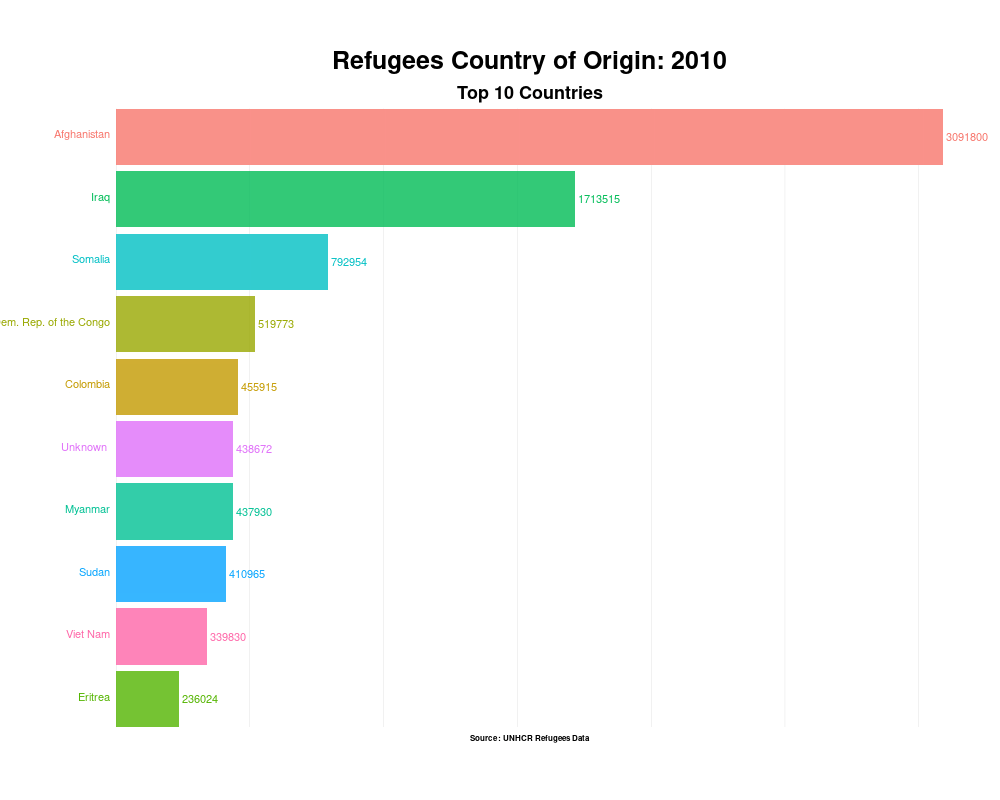 Refugees Country of Origin: 2010
Top 10 Countries
Afghanistan 3091800
Iraq 1713515
Somalia 792954
em. Rep. of the Congo 519773
Colombia 455915
Unknown 438672
Myanmar 437930
Sudan 410965
Viet Nam 339830
Eritrea 236024
Source: UNHCR Refugees Data